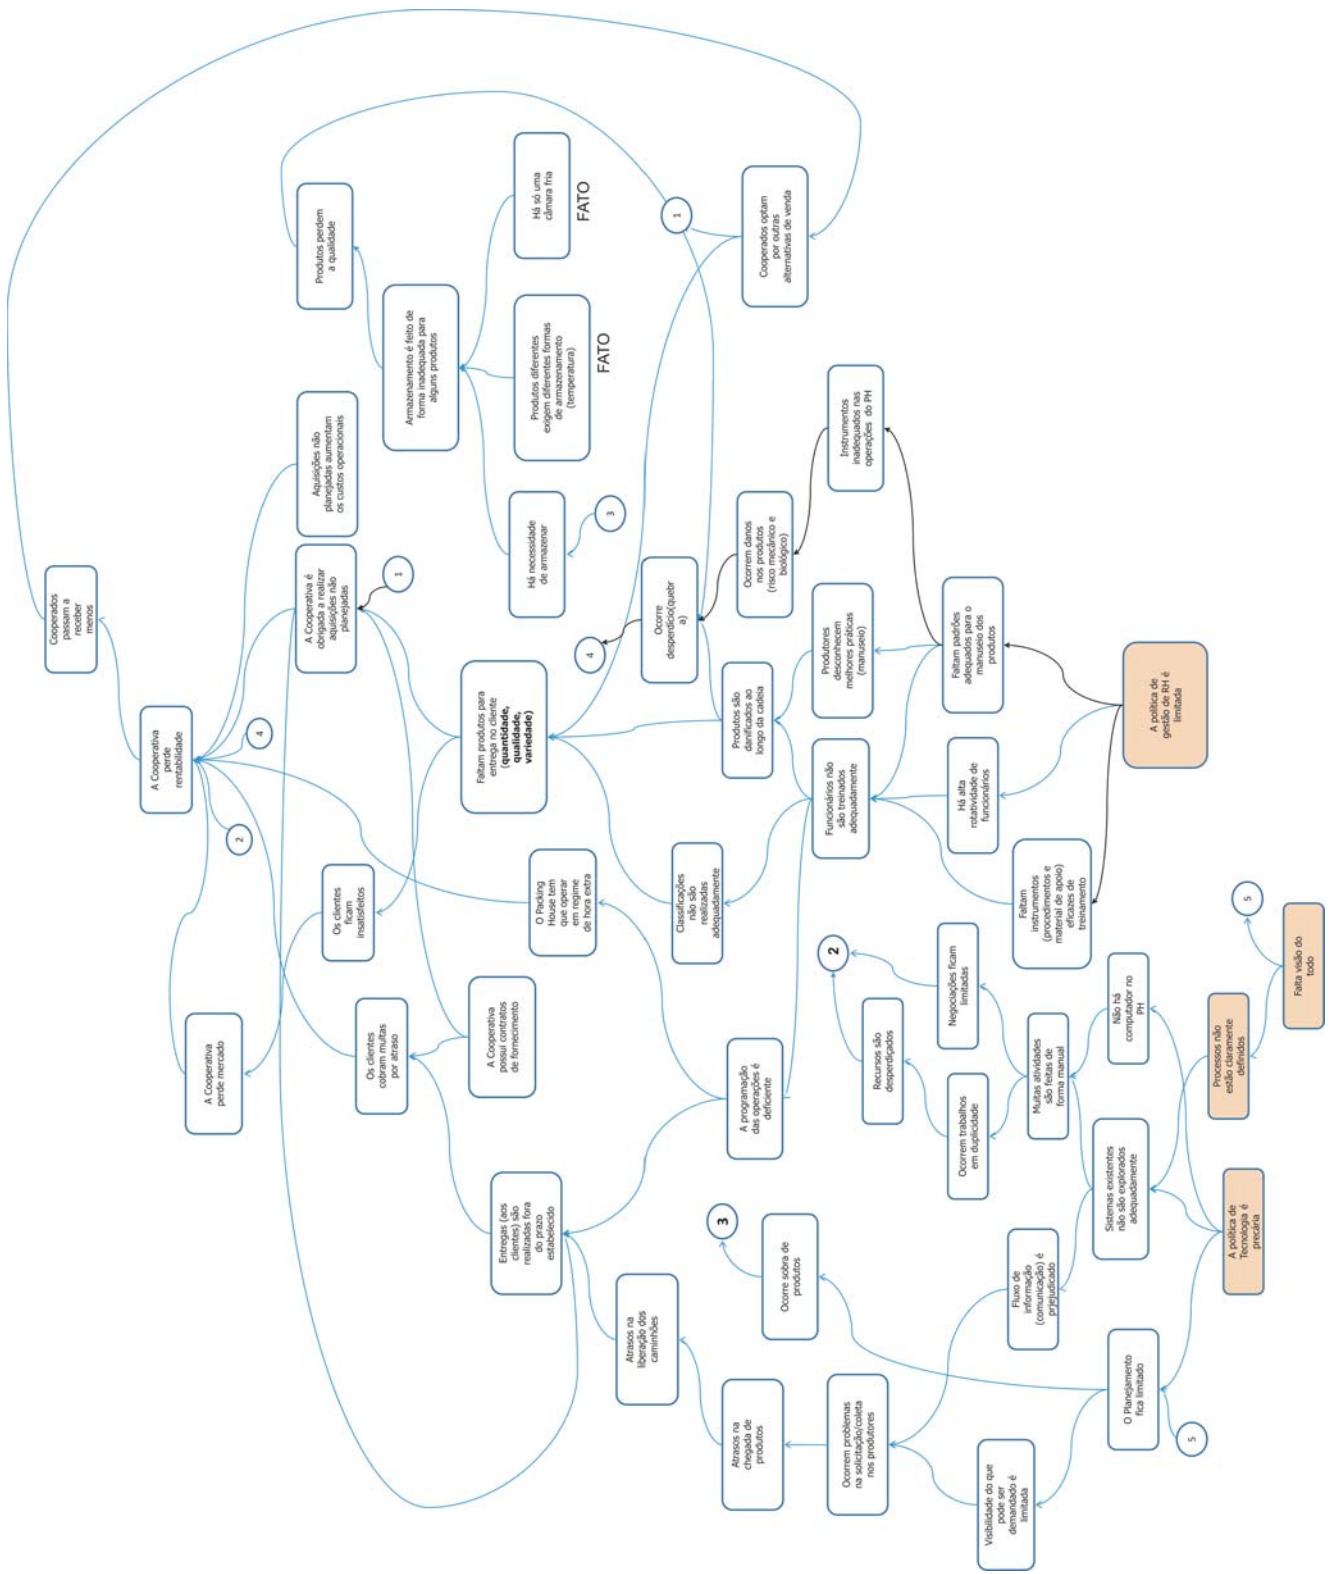 Cooperados
passam a
receber
menos
A Cooperativa
perde
rentabilidade
A Cooperativa
perde mercado
2
4
Os clientes
ficam
insatisfeitos
A Cooperativa é
obrigada a realizar
aquisições não
planejadas
Aquisições não
planejadas aumentam
os custos operacionais
Produtos perdem
a qualidade
Os clientes
cobram multas
por atraso
1
Armazenamento é feito de
forma inadequada para
alguns produtos
A Cooperativa
possui contratos
de fornecimento
Faltam produtos para
entrega no cliente
(quantidade,
qualidade,
variedade)
Entregas (aos
clientes) são
realizadas fora
do prazo
estabelecido
O Packing
House tem
que operar
em regime
de hora extra
Há necessidade
de armazenar
3
Produtos diferentes
exigem diferentes formas
de armazenamento
(temperatura)
FATO
Há só uma
câmara fria
FATO
Atrasos na
liberação dos
caminhões
4
Ocorre
desperdício(quebr
a)
1
Classificações
não são
realizadas
adequadamente
Produtos são
danificados ao
longo da cadeia
Ocorrem danos
nos produtos
(risco mecânico e
biológico)
Cooperados optam
por outras
alternativas de venda
Atrasos na
chegada de
produtos
3
Ocorre sobra de
produtos
A programação
das operações é
deficiente
Funcionários não
são treinados
adequadamente
Produtores
desconhecem
melhores práticas
(manuseio)
Instrumentos
inadequados nas
operações do PH
Ocorrem problemas
na solicitação/coleta
nos produtores
2
Recursos são
desperdiçados
Negociações ficam
limitadas
Ocorrem trabalhos
em duplicidade
Há alta
rotatividade de
funcionários
Faltam padrões
adequados para o
manuseio dos
produtos
Visibilidade do que
pode ser
demandado é
limitada
Fluxo de
informação
(comunicação) é
prjejudicado
Muitas atividades
são feitas de
forma manual
Faltam
instrumentos
(procedimentos e
material de apoio)
eficazes de
treinamento
O Planejamento
fica limitado
5
Sistemas existentes
não são explorados
adequadamente
Não há
computador no
PH
A política de
gestão de RH é
limitada
A política de
Tecnologia é
precária
Processos não
estão claramente
definidos
5
Falta visão do
todo